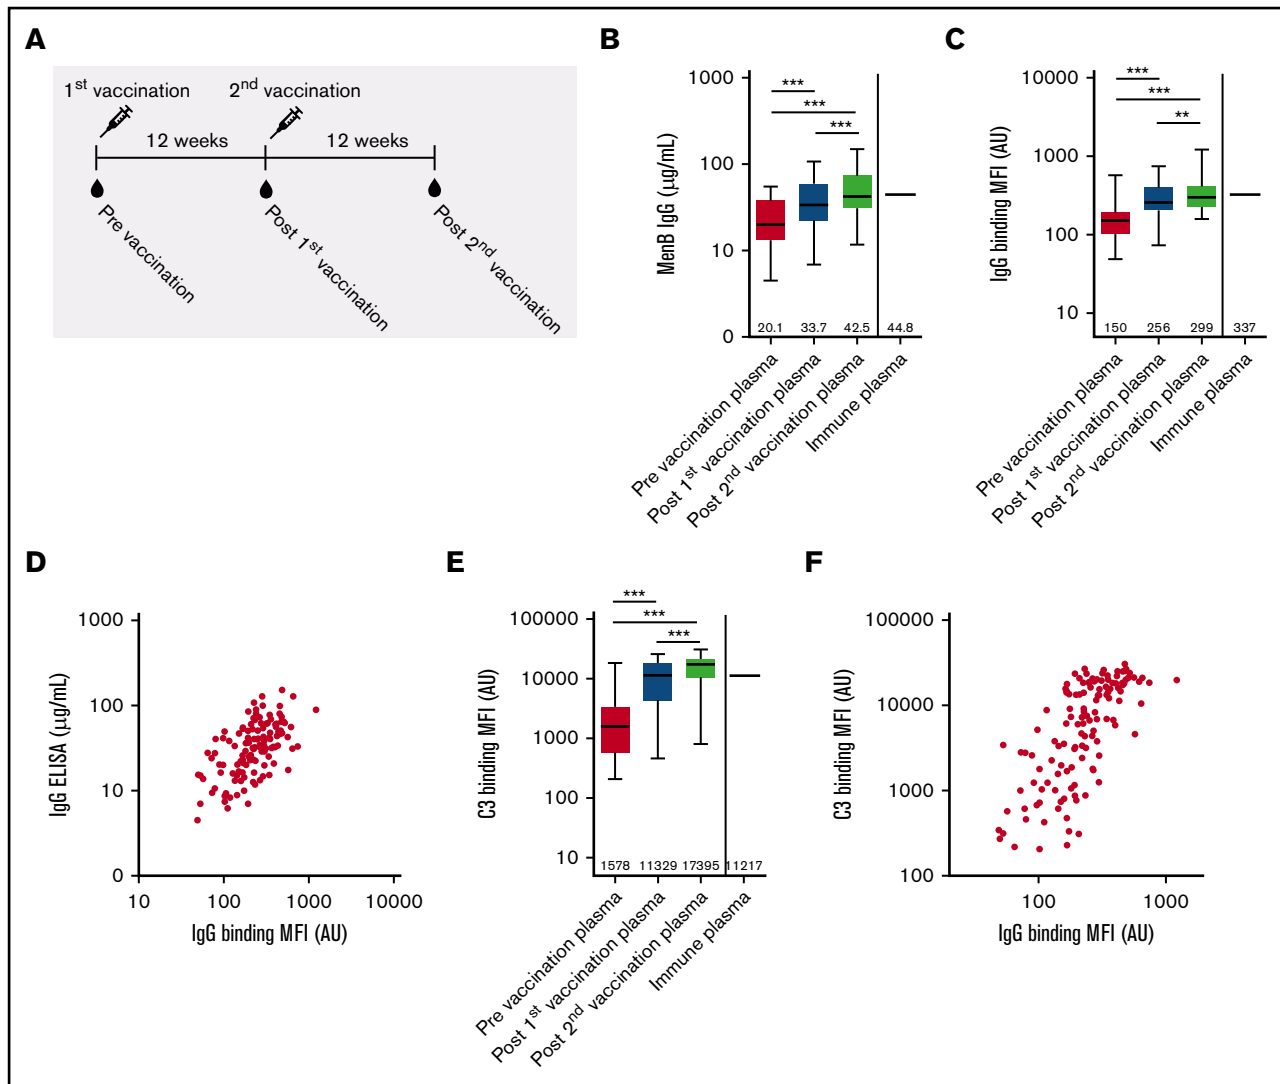 A
1st vaccination
2nd vaccination
12 weeks
12 weeks
Pre vaccination
Post 1st vaccination
Post 2nd vaccination
B
MenB IgG (µg/mL)
1000
100
10
0
***
***
***
20.1
33.7
42.5
44.8
Pre vaccination plasma
Post 1st vaccination plasma
Post 2nd vaccination plasma
Immune plasma
C
IgG binding MFI (AU)
10000
1000
100
10
***
***
**
150
256
299
337
Pre vaccination plasma
Post 1st vaccination plasma
Post 2nd vaccination plasma
Immune plasma
D
IgG ELISA (µg/mL)
1000
100
10
0
10
100
1000
10000
IgG binding MFI (AU)
E
C3 binding MFI (AU)
100000
10000
1000
100
10
***
***
***
1578
11329
17395
11217
Pre vaccination plasma
Post 1st vaccination plasma
Post 2nd vaccination plasma
Immune plasma
F
C3 binding MFI (AU)
100000
10000
1000
100
100
1000
IgG binding MFI (AU)